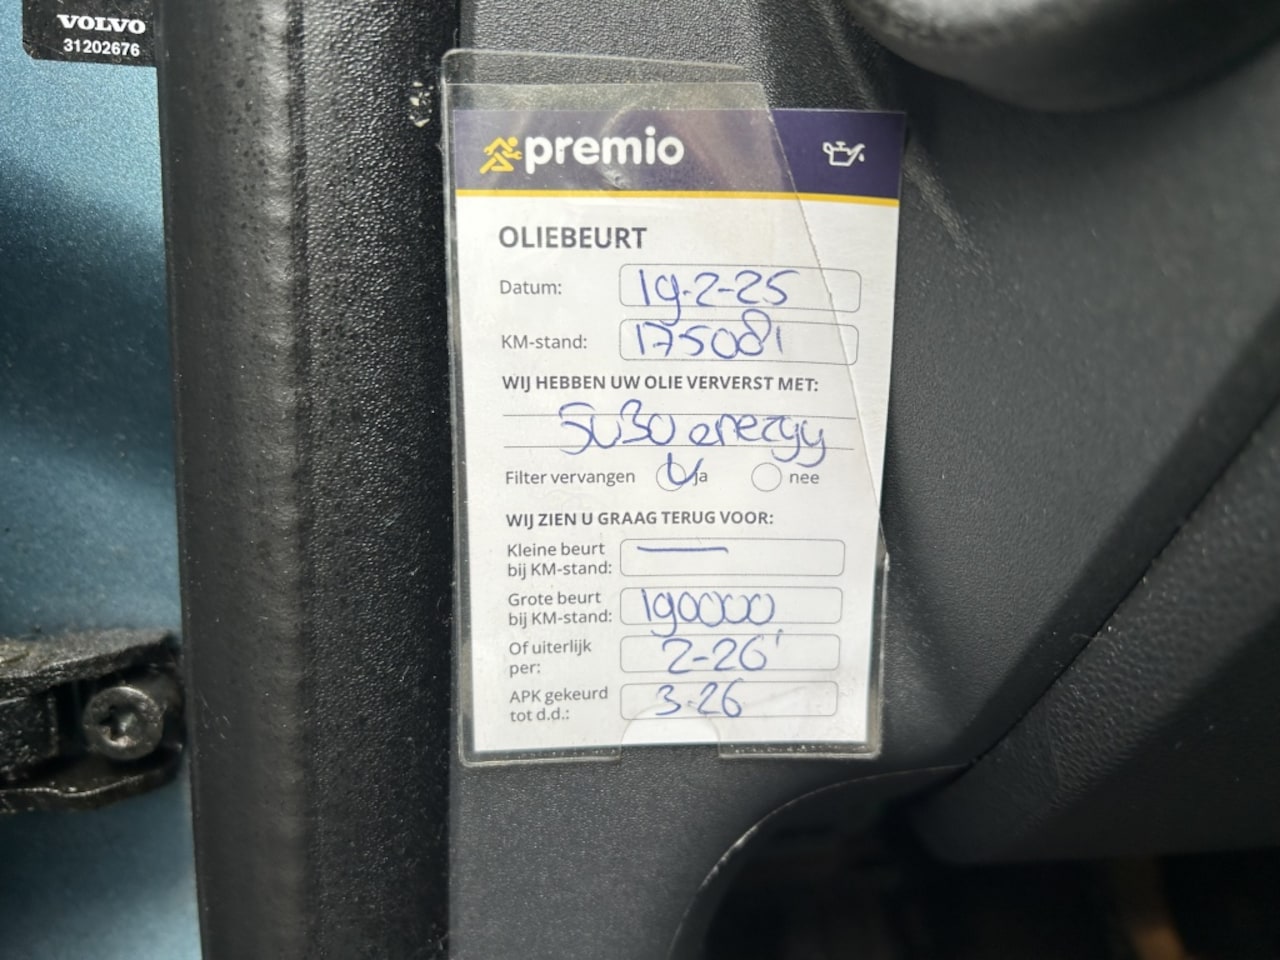 VOLVO
31202676
premio
OLIEBEURT
Datum: 19-2-25
KM-stand: 175081
WIJ HEBBEN UW OLIE VERVERST MET:
5W30 energy
Filter vervangen ja nee
WIJ ZIEN U GRAAG TERUG VOOR:
Kleine beurt
bij KM-stand: —
Grote beurt
bij KM-stand: 190000
Of uiterlijk
per: 2-26'
APK gekeurd
tot d.d.: 3-26